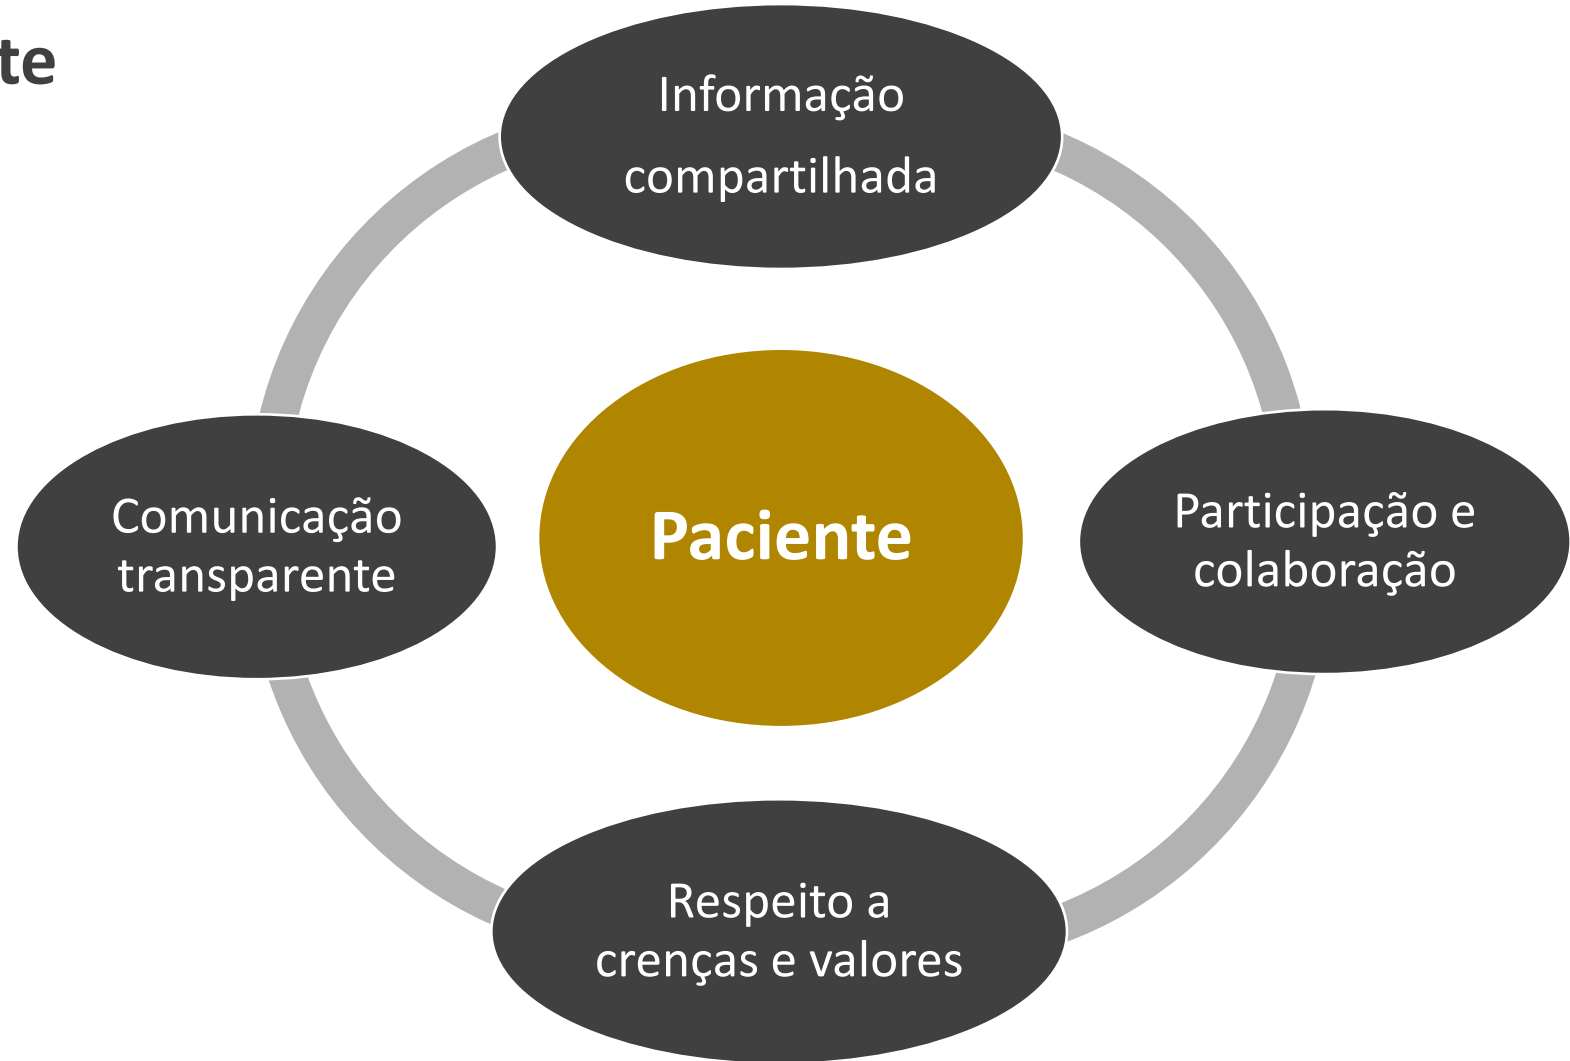 te
Informação
compartilhada
Comunicação
transparente
Paciente
Participação e
colaboração
Respeito a
crenças e valores